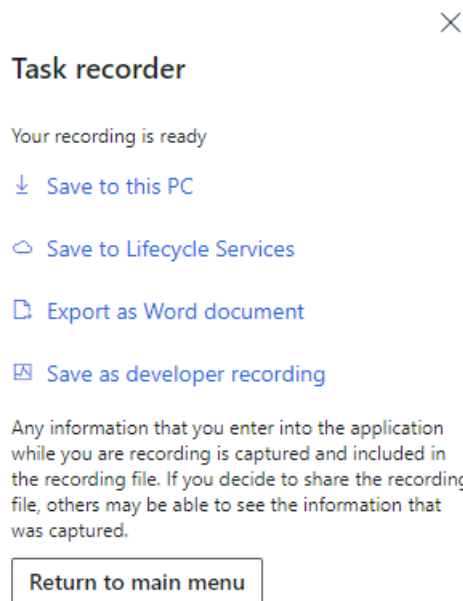 Task recorder
Your recording is ready
Save to this PC
Save to Lifecycle Services
Export as Word document
Save as developer recording
Any information that you enter into the application
while you are recording is captured and included in
the recording file. If you decide to share the recording
file, others may be able to see the information that
was captured.
Return to main menu